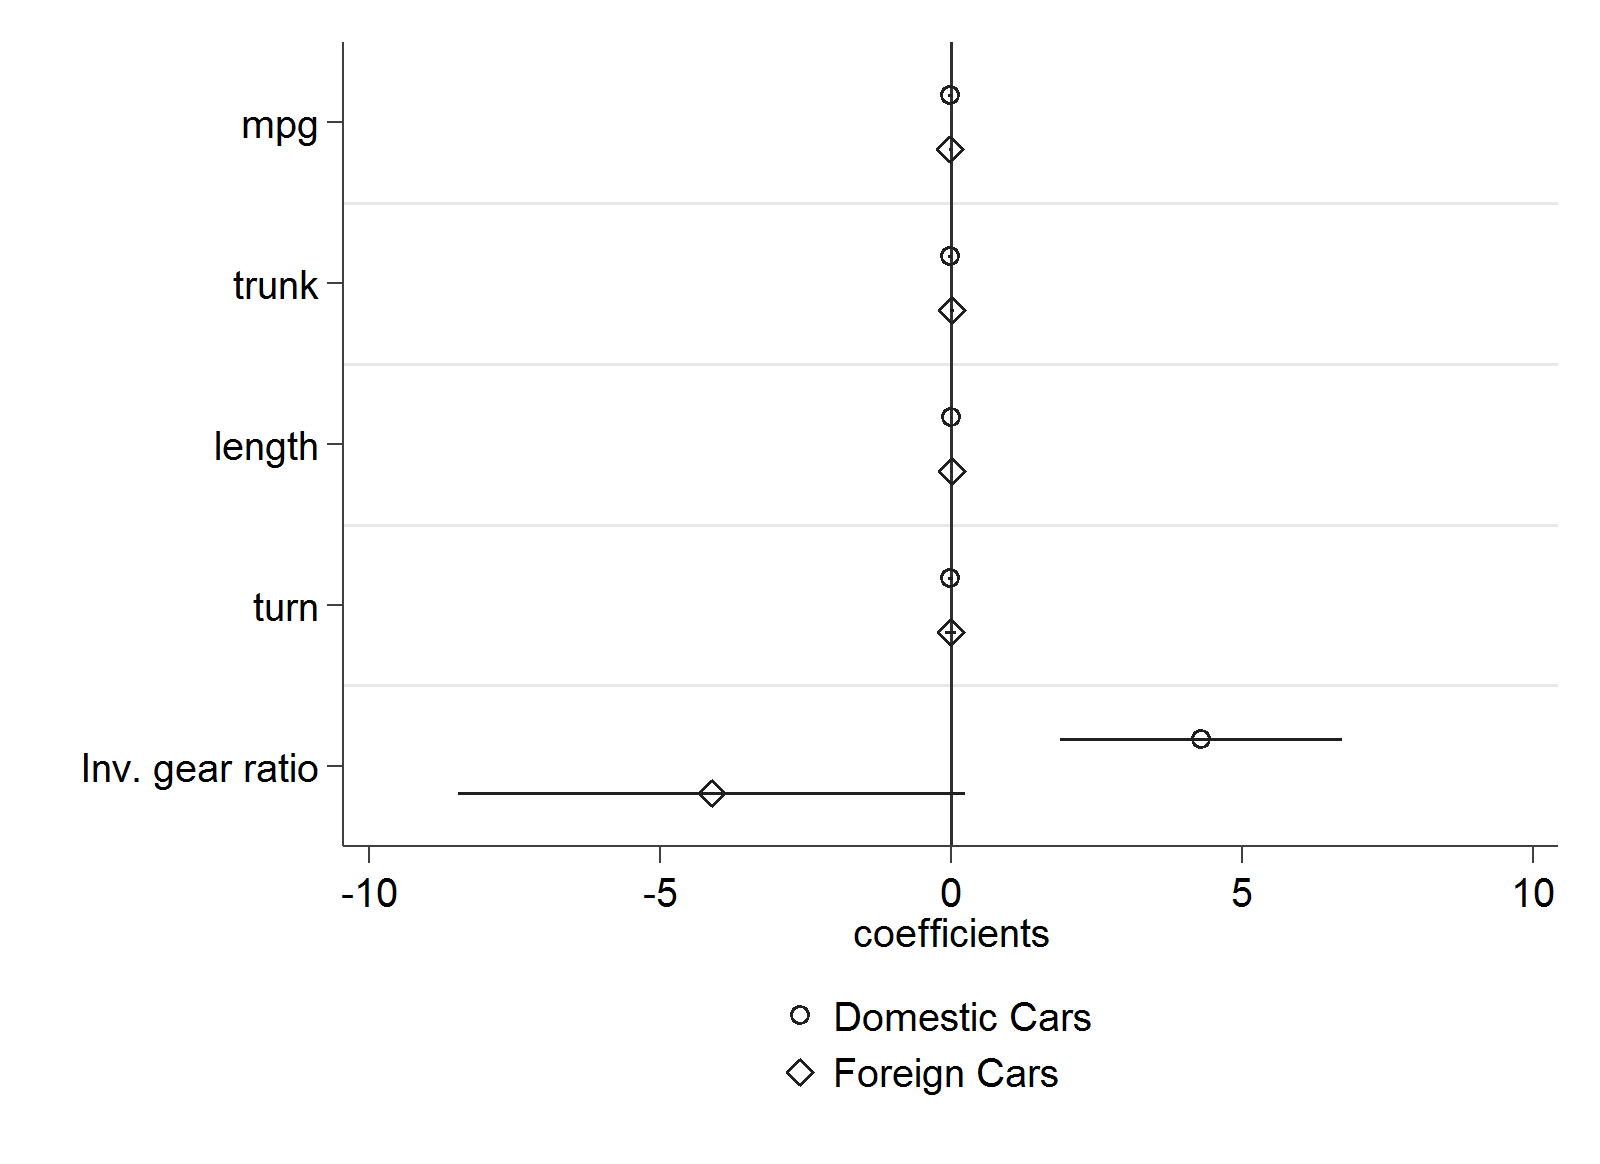 mpg
trunk
length
turn
Inv. gear ratio
-10 -5 0 5 10
coefficients
Domestic Cars
Foreign Cars